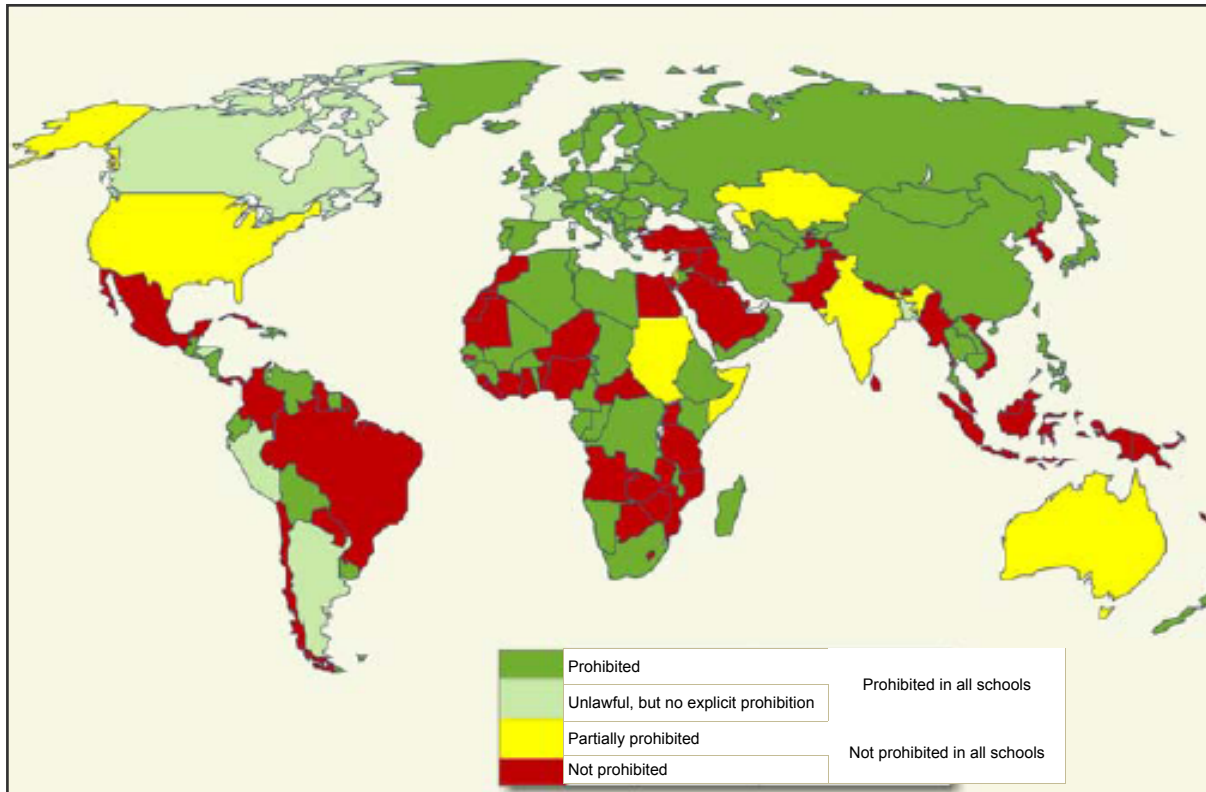 Prohibited
Prohibited in all schools
Unlawful, but no explicit prohibition
Partially prohibited
Not prohibited in all schools
Not prohibited